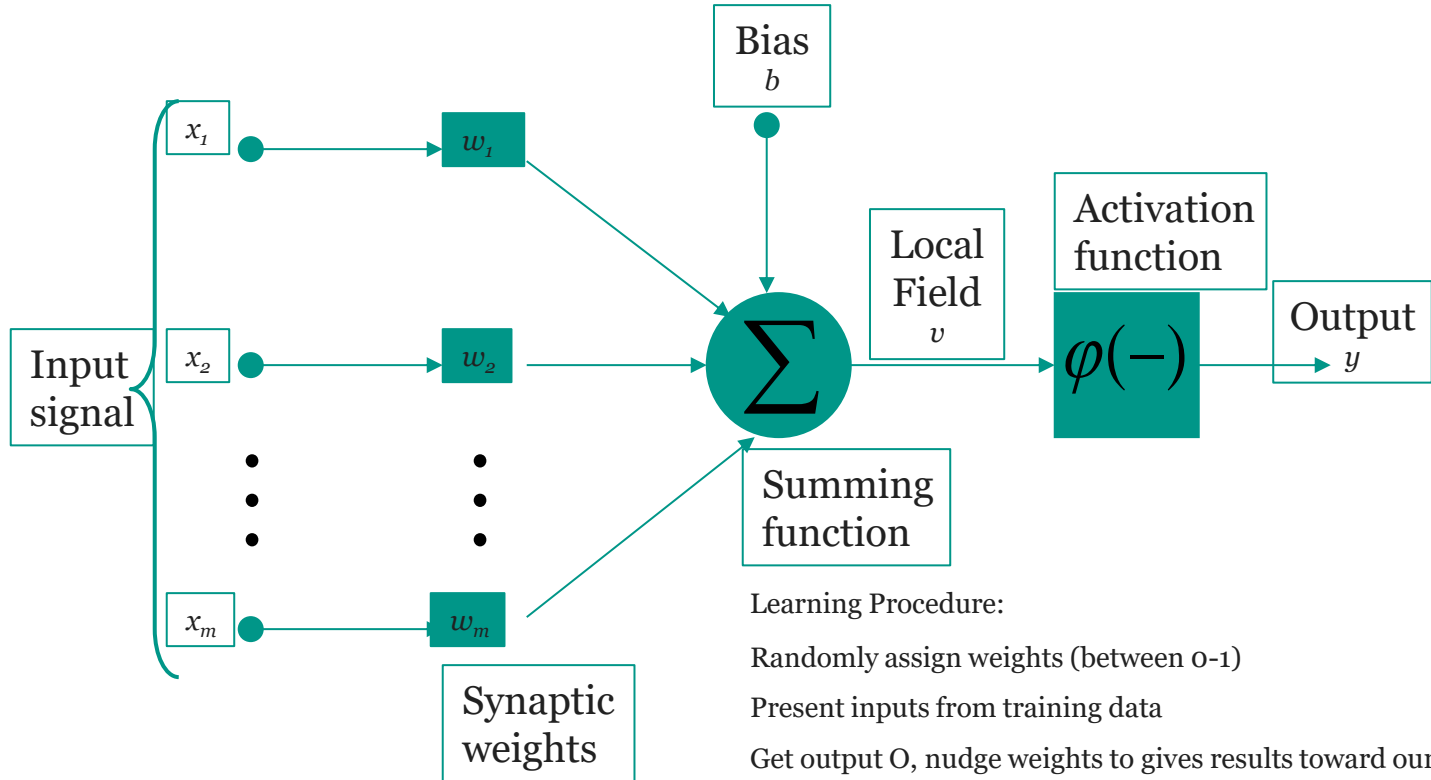 Bias
b
x₁
w₁
Activation
function
Local
Field
v
Input
signal
x₂
w₂
∑
φ(−)
Output
y
Summing
function
xₘ
wₘ
Synaptic
weights
Learning Procedure:
Randomly assign weights (between 0-1)
Present inputs from training data
Get output O, nudge weights to gives results toward our